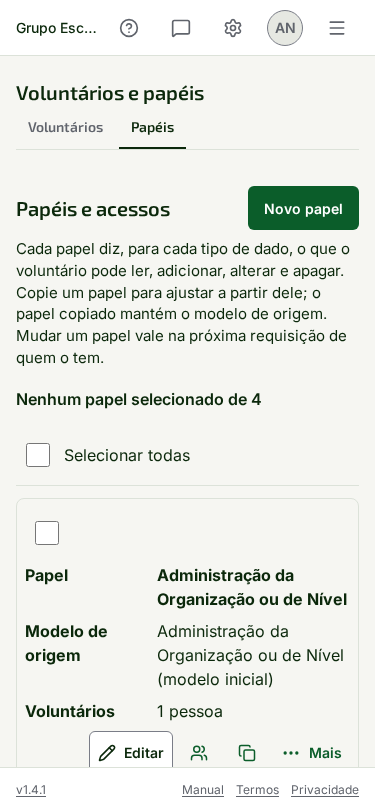 Grupo Esc...
AN
Voluntários e papéis
Voluntários
Papéis
Papéis e acessos
Novo papel
Cada papel diz, para cada tipo de dado, o que o
voluntário pode ler, adicionar, alterar e apagar.
Copie um papel para ajustar a partir dele; o
papel copiado mantém o modelo de origem.
Mudar um papel vale na próxima requisição de
quem o tem.
Nenhum papel selecionado de 4
Selecionar todas
Papel
Administração da
Organização ou de Nível
Modelo de
origem
Administração da
Organização ou de Nível
(modelo inicial)
Voluntários
1 pessoa
Editar
Mais
v1.4.1
Manual
Termos
Privacidade